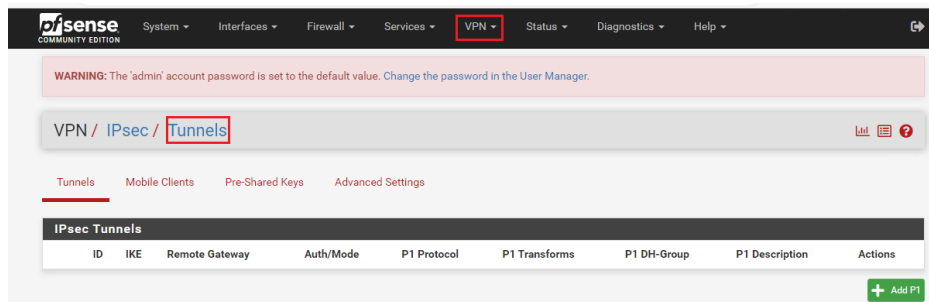 pfsense COMMUNITY EDITION System Interfaces Firewall Services VPN Status Diagnostics Help
WARNING: The 'admin' account password is set to the default value. Change the password in the User Manager.
VPN / IPsec / Tunnels
Tunnels Mobile Clients Pre-Shared Keys Advanced Settings
IPsec Tunnels
ID IKE Remote Gateway Auth/Mode P1 Protocol P1 Transforms P1 DH-Group P1 Description Actions
+ Add P1